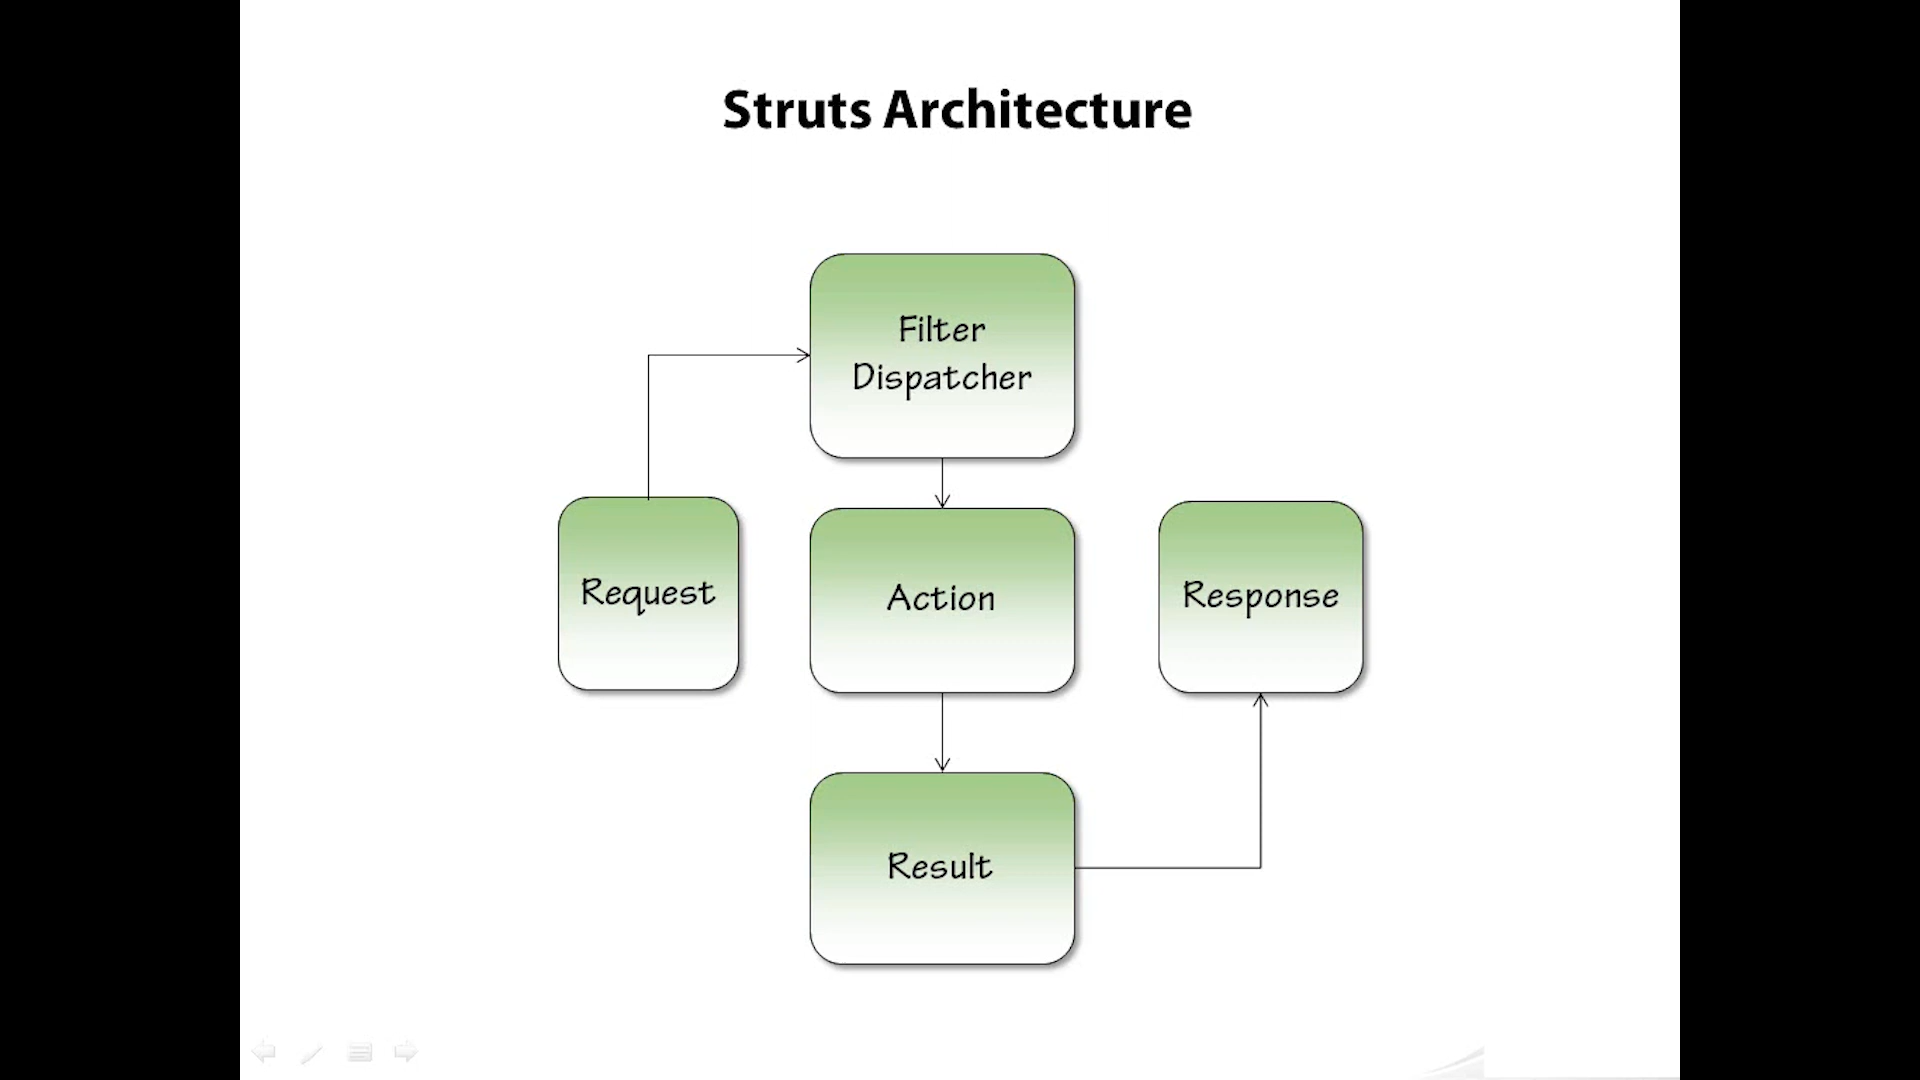 Struts Architecture
Filter
Dispatcher
Request
Action
Response
Result